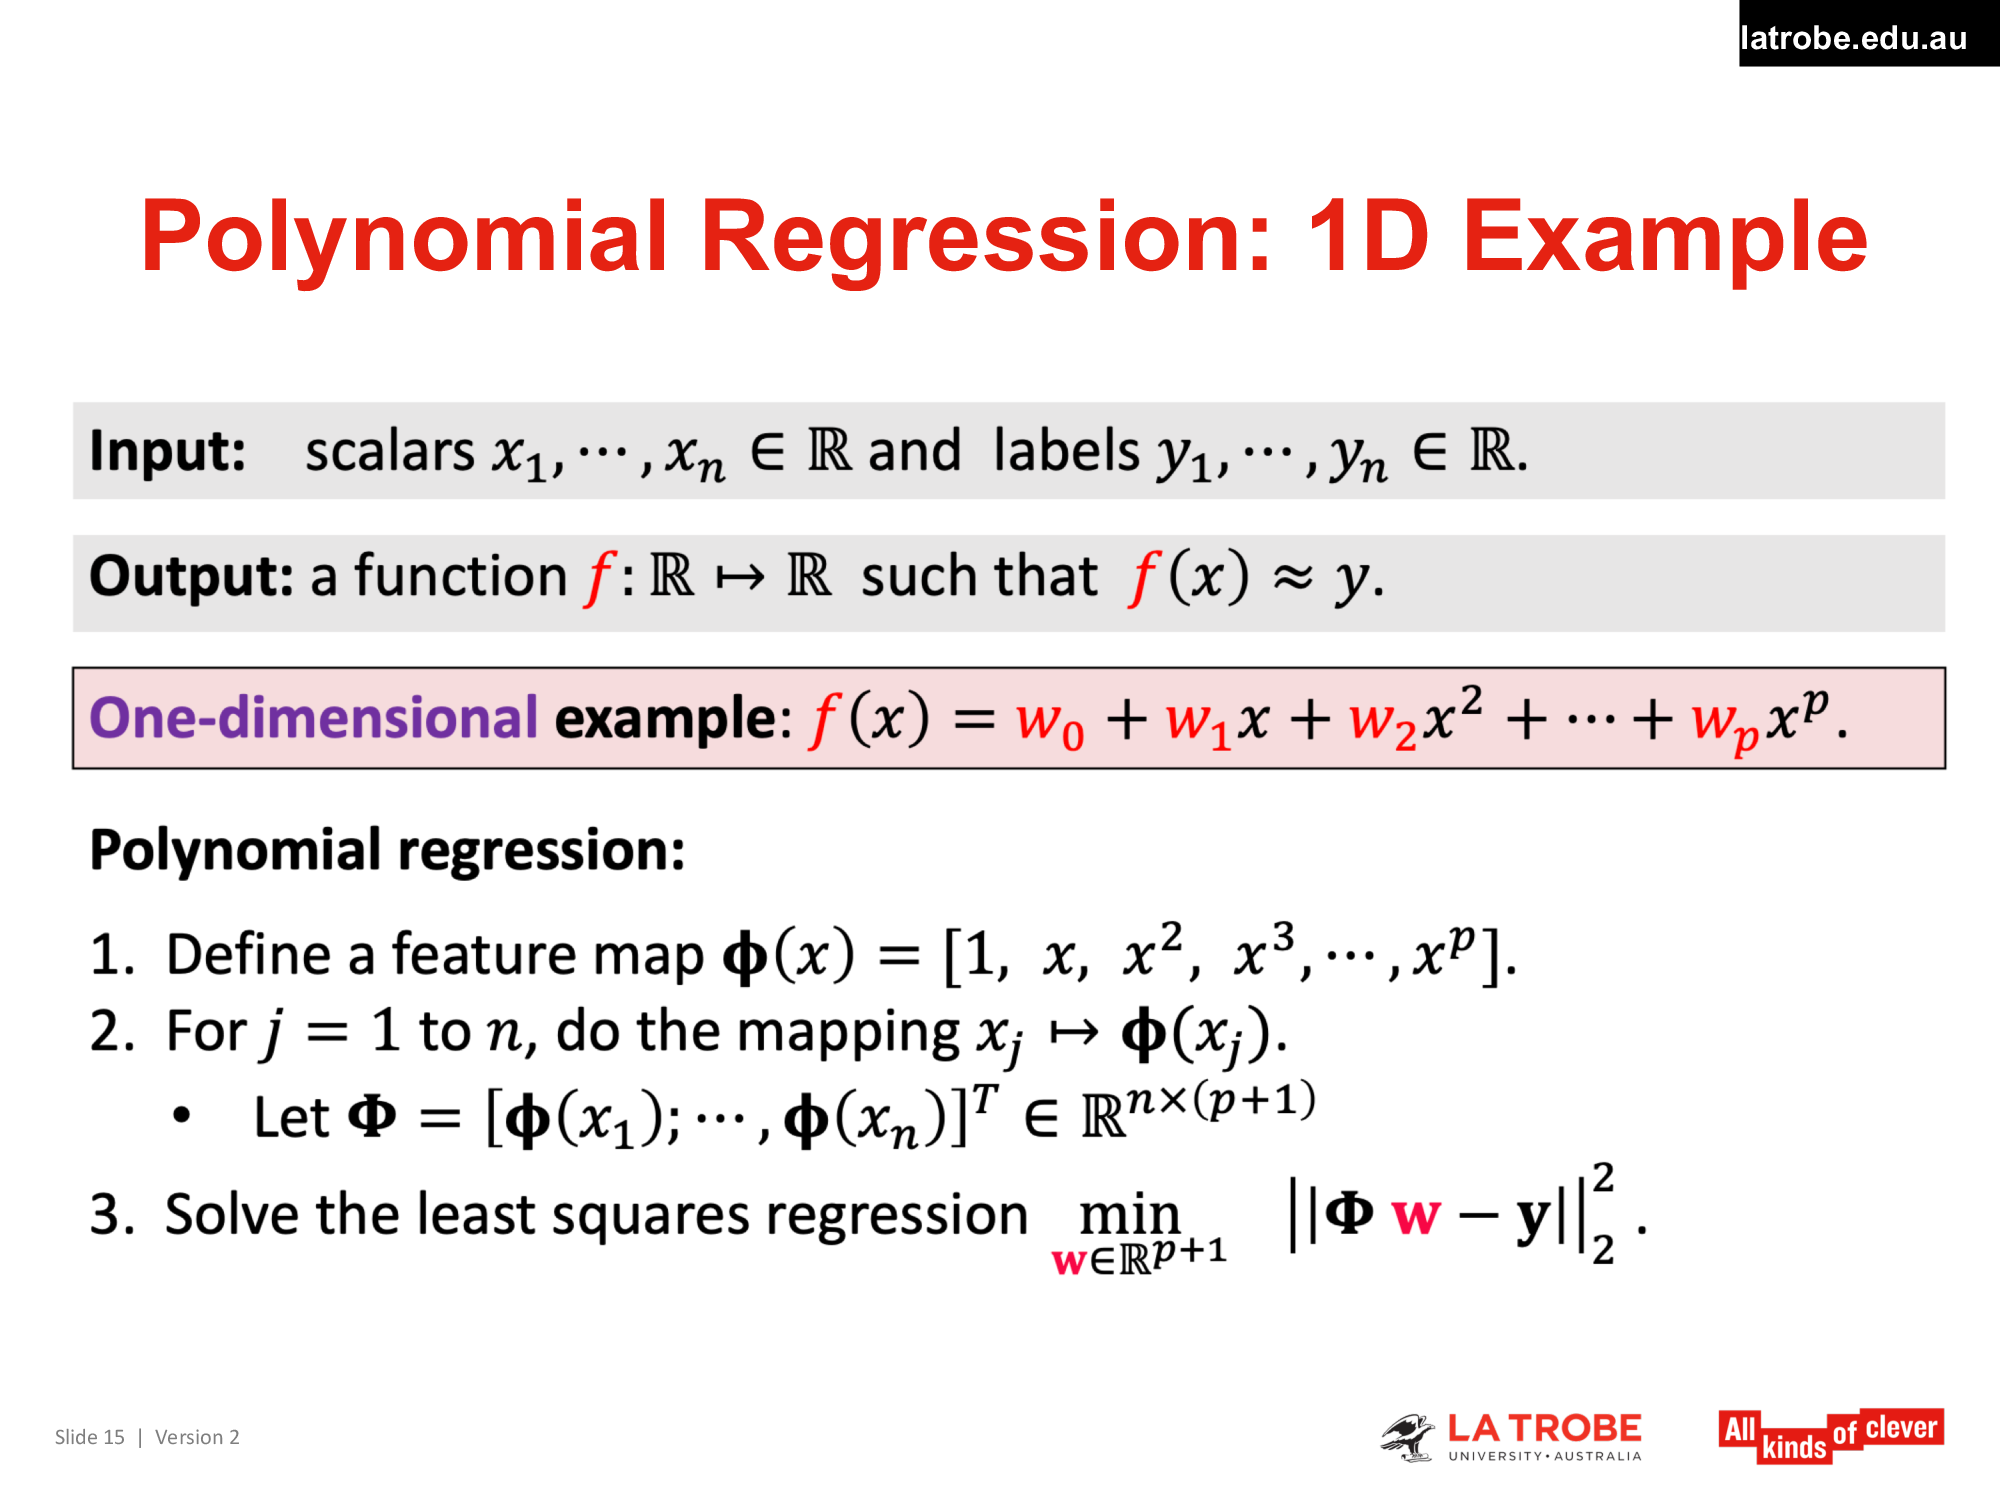 latrobe.edu.au
Polynomial Regression: 1D Example
Input: scalars x₁, ⋯ , xₙ ∈ ℝ and labels y₁, ⋯ , yₙ ∈ ℝ.
Output: a function f: ℝ ↦ ℝ such that f(x) ≈ y.
One-dimensional example: f(x) = w₀ + w₁x + w₂x² + ⋯ + wₚxᵖ.
Polynomial regression:
1. Define a feature map ϕ(x) = [1, x, x², x³, ⋯ , xᵖ].
2. For j = 1 to n, do the mapping xⱼ ↦ ϕ(xⱼ).
• Let Φ = [ϕ(x₁); ⋯ , ϕ(xₙ)]ᵀ ∈ ℝⁿˣ⁽ᵖ⁺¹⁾
3. Solve the least squares regression min_{w∈ℝᵖ⁺¹} ||Φ w − y||₂².
Slide 15 | Version 2
LA TROBE
UNIVERSITY • AUSTRALIA
All kinds of clever